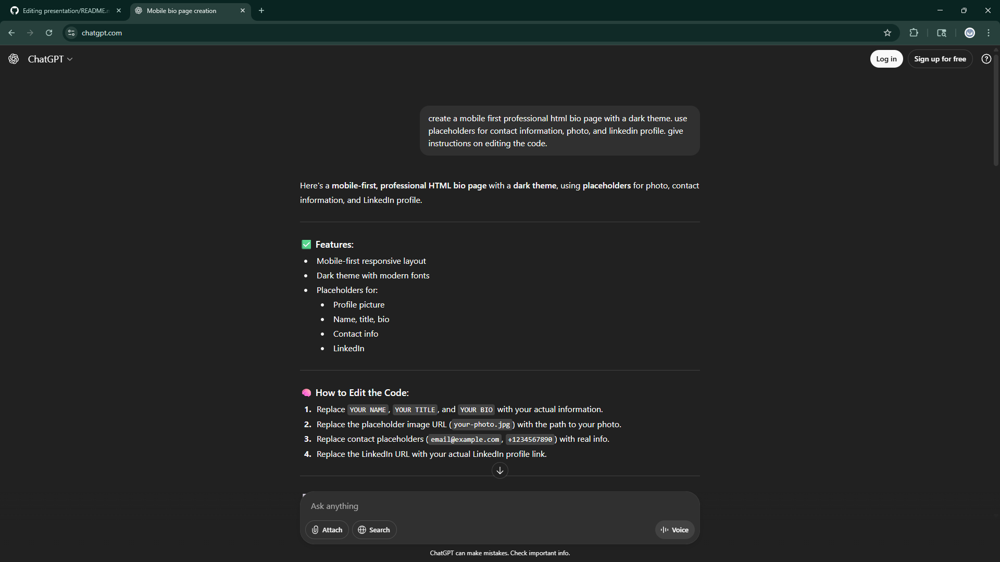 Editing presentation/README.m
Mobile bio page creation
chatgpt.com
ChatGPT
Log in
Sign up for free
create a mobile first professional html bio page with a dark theme. use
placeholders for contact information, photo, and linkedin profile. give
instructions on editing the code.
Here's a mobile-first, professional HTML bio page with a dark theme, using placeholders for photo, contact
information, and LinkedIn profile.
✅ Features:
• Mobile-first responsive layout
• Dark theme with modern fonts
• Placeholders for:
• Profile picture
• Name, title, bio
• Contact info
• LinkedIn
🧠 How to Edit the Code:
1. Replace YOUR NAME, YOUR TITLE, and YOUR BIO with your actual information.
2. Replace the placeholder image URL (your-photo.jpg) with the path to your photo.
3. Replace contact placeholders (email@example.com, +1234567890) with real info.
4. Replace the LinkedIn URL with your actual LinkedIn profile link.
Ask anything
Attach
Search
Voice
ChatGPT can make mistakes. Check important info.